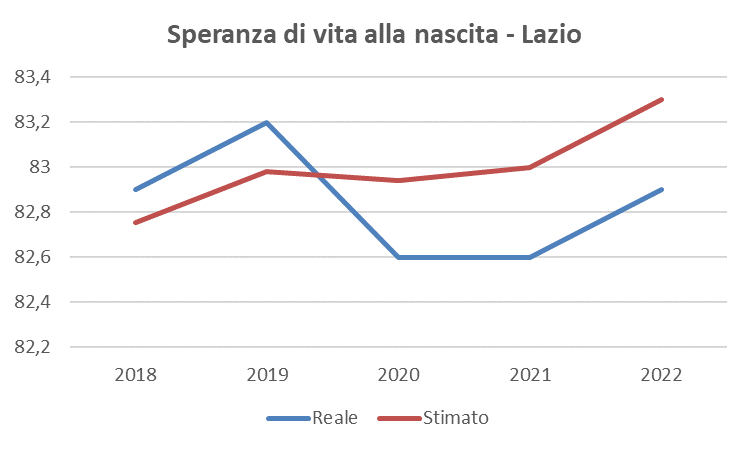 Speranza di vita alla nascita - Lazio
83,4
83,2
83
82,8
82,6
82,4
82,2
2018 2019 2020 2021 2022
Reale Stimato